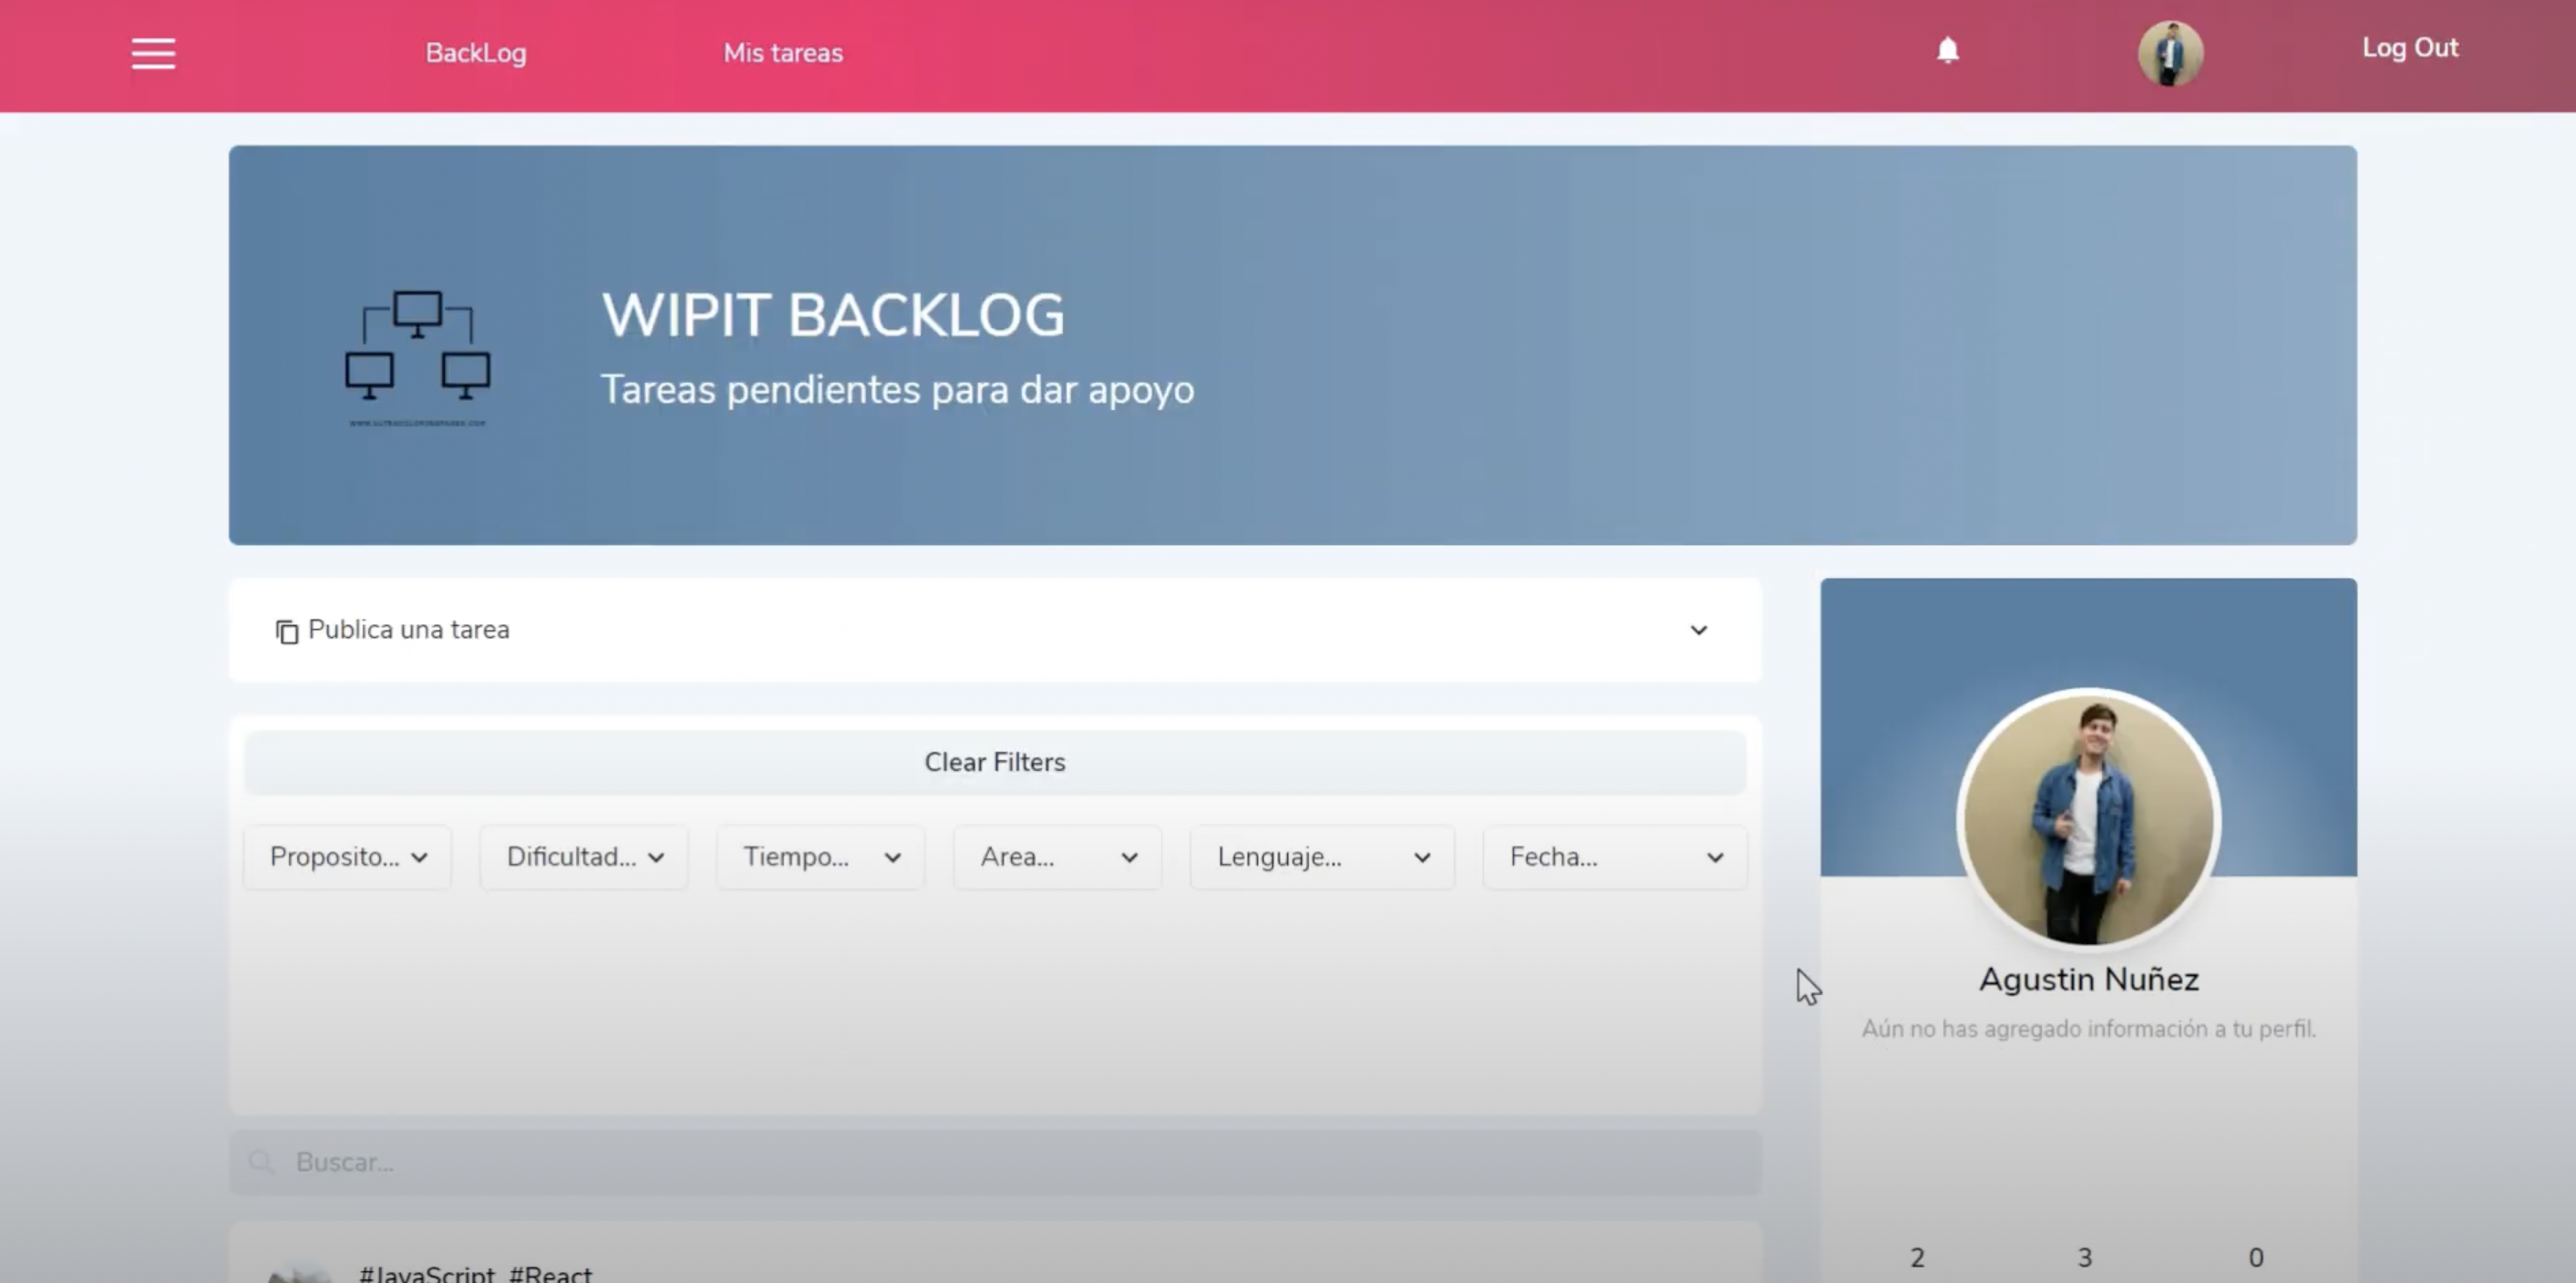 BackLog
Mis tareas
Log Out
WIPIT BACKLOG
Tareas pendientes para dar apoyo
Publica una tarea
Clear Filters
Proposito...
Dificultad...
Tiempo...
Area...
Lenguaje...
Fecha...
Agustin Nuñez
Aún no has agregado información a tu perfil.
Buscar...
#JavaScript #React
2
3
0